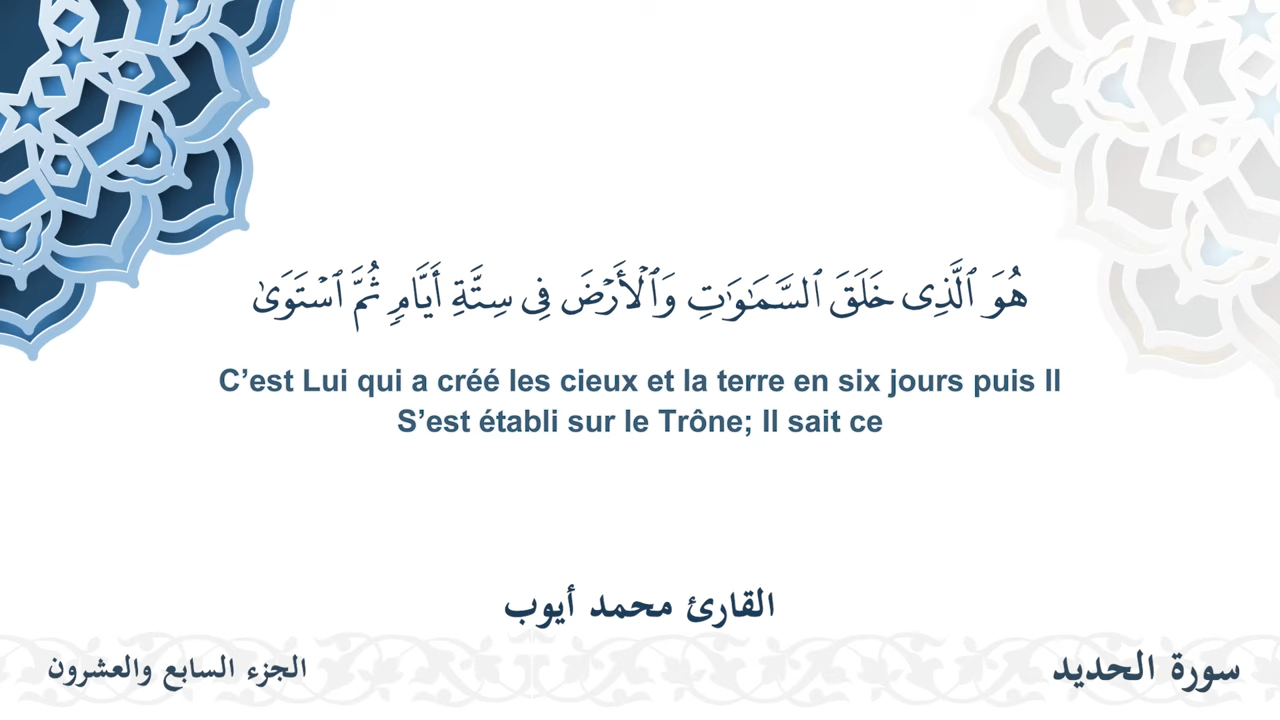 هُوَ ٱلَّذِى خَلَقَ ٱلسَّمَـٰوَٰتِ وَٱلْأَرْضَ فِى سِتَّةِ أَيَّامٍ ثُمَّ ٱسْتَوَىٰ
C’est Lui qui a créé les cieux et la terre en six jours puis Il
S’est établi sur le Trône; Il sait ce
القارئ محمد أيوب
سورة الحديد
الجزء السابع والعشرون